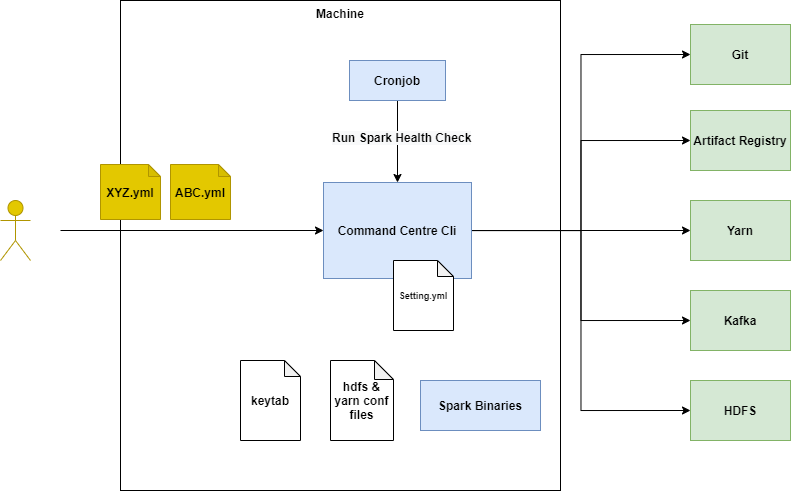 Machine
Cronjob
Git
Run Spark Health Check
Artifact Registry
XYZ.yml
ABC.yml
Command Centre Cli
Yarn
Setting.yml
Kafka
keytab
hdfs &
yarn conf
files
Spark Binaries
HDFS